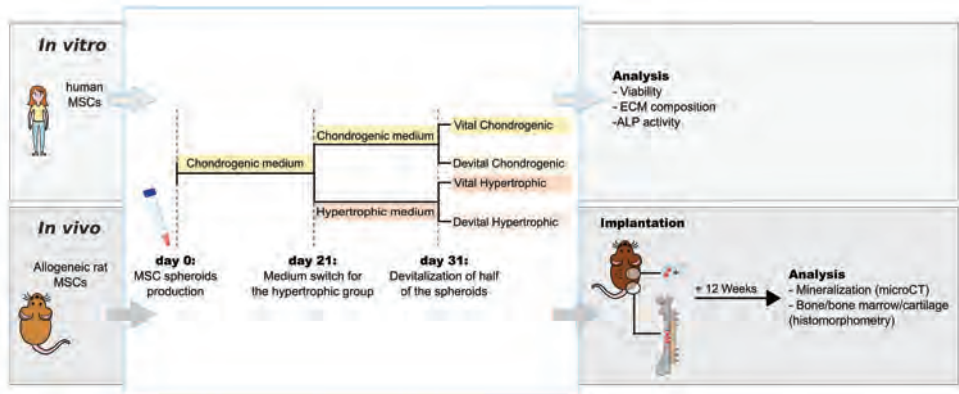 In vitro
human
MSCs
Chondrogenic medium
Chondrogenic medium
Hypertrophic medium
Vital Chondrogenic
Devital Chondrogenic
Vital Hypertrophic
Devital Hypertrophic
Analysis
- Viability
- ECM composition
-ALP activity
In vivo
Allogeneic rat
MSCs
day 0:
MSC spheroids
production
day 21:
Medium switch for
the hypertrophic group
day 31:
Devitalization of half
of the spheroids
Implantation
+ 12 Weeks
Analysis
- Mineralization (microCT)
- Bone/bone marrow/cartilage
(histomorphometry)